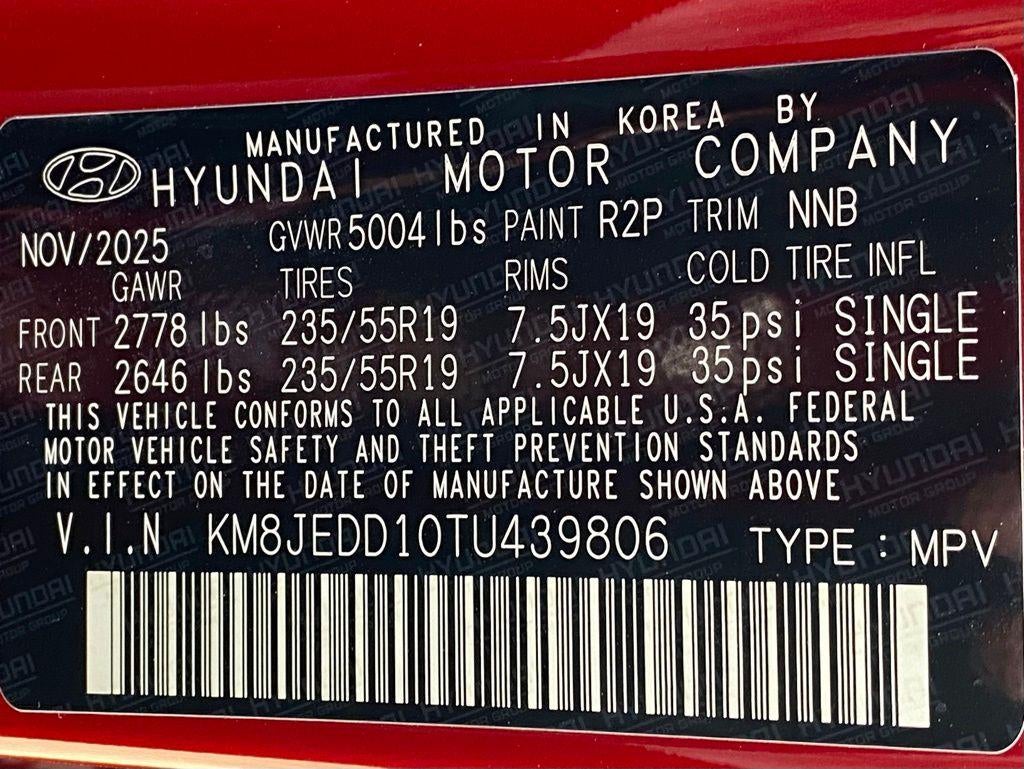 MANUFACTURED IN KOREA BY
HYUNDAI MOTOR COMPANY
NOV/2025 GVWR 5004 lbs PAINT R2P TRIM NNB
GAWR TIRES RIMS COLD TIRE INFL
FRONT 2778 lbs 235/55R19 7.5JX19 35psi SINGLE
REAR 2646 lbs 235/55R19 7.5JX19 35psi SINGLE
THIS VEHICLE CONFORMS TO ALL APPLICABLE U.S.A. FEDERAL
MOTOR VEHICLE SAFETY AND THEFT PREVENTION STANDARDS
IN EFFECT ON THE DATE OF MANUFACTURE SHOWN ABOVE
V.I.N KM8JEDD10TU439806 TYPE : MPV